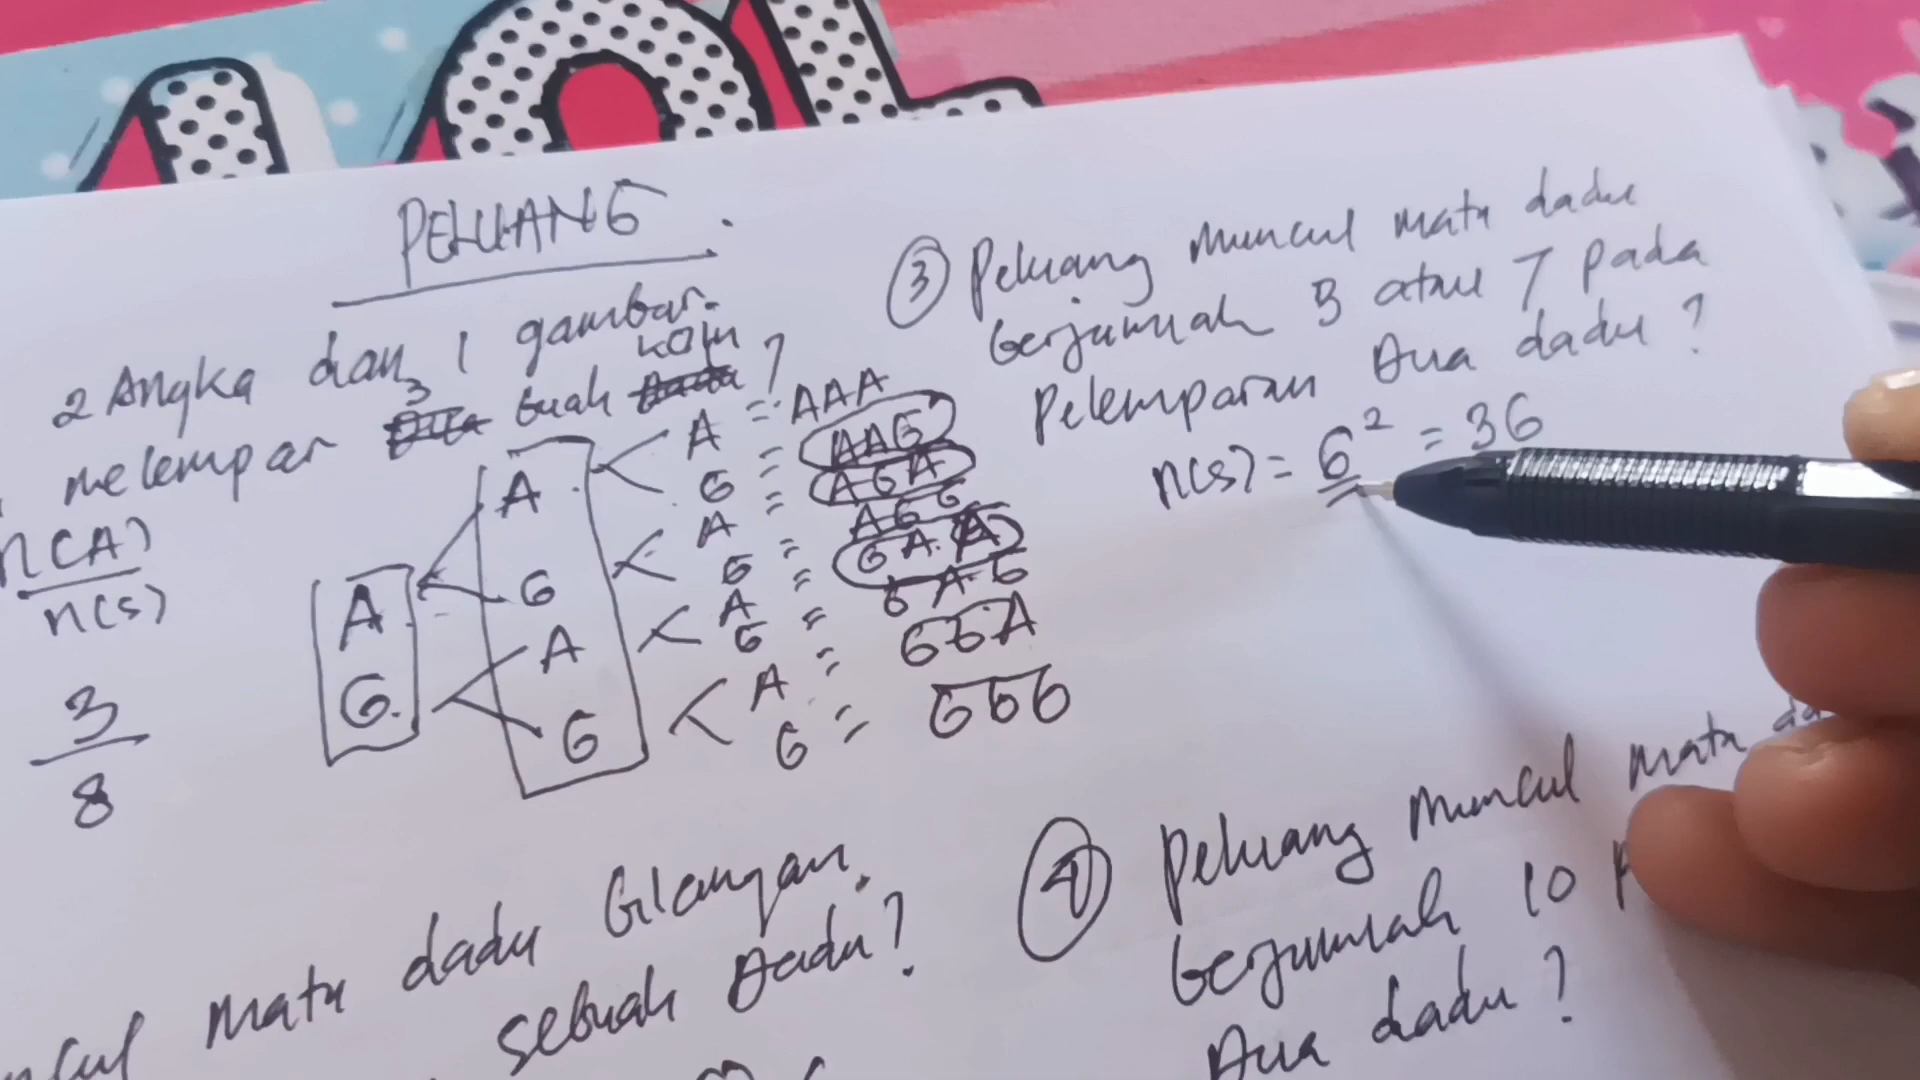 LOL
PELUANG.
2 Angka dan 1 gambar.
melempar 3 buah koin ?
n(A)
n(s)
3
8
A
G
A
G
A
G
A = AAA
G = AAG
A = AGA
G = AGG
A = GAA
G = GAG
A = GGA
G = GGG
mata dadu bilangan
sebuah dadu?
③ Peluang muncul mata dadu
berjumlah 3 atau 7 pada
Pelemparan dua dadu ?
n(s) = 6² = 36
④ Peluang muncul mata
berjumlah 10
dua dadu ?